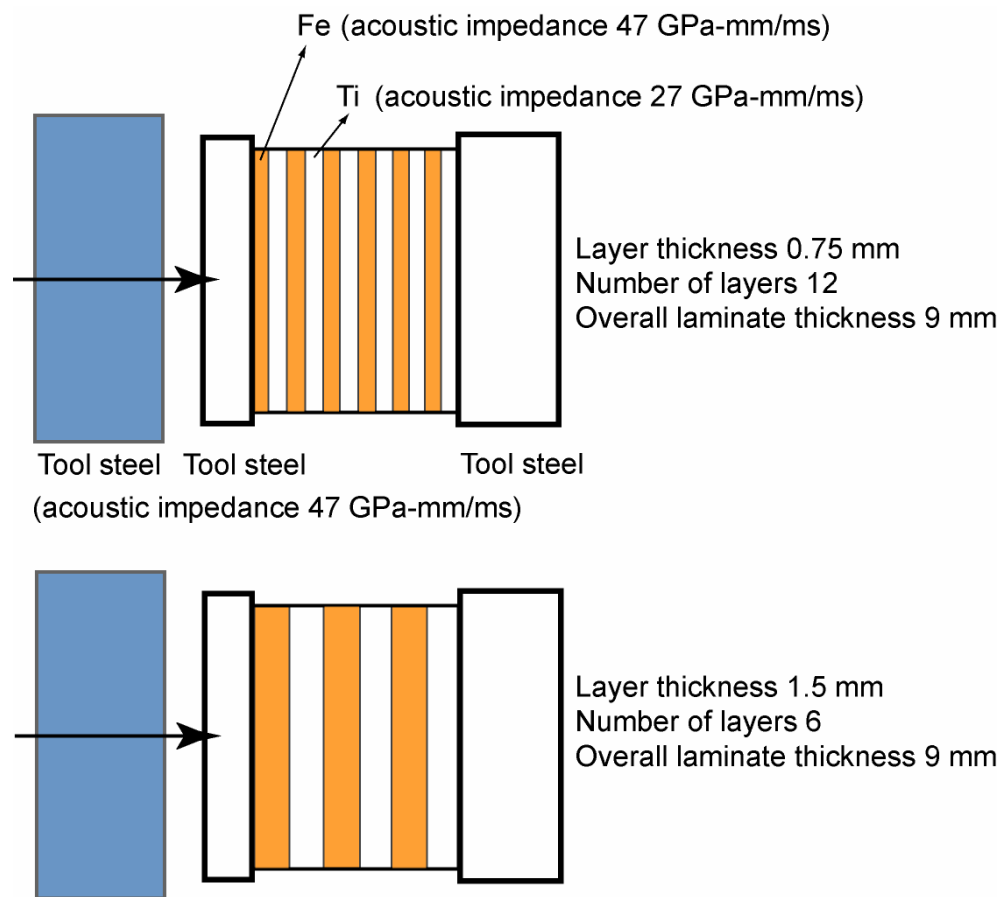 Fe (acoustic impedance 47 GPa-mm/ms)
Ti (acoustic impedance 27 GPa-mm/ms)
Layer thickness 0.75 mm
Number of layers 12
Overall laminate thickness 9 mm
Tool steel Tool steel Tool steel
(acoustic impedance 47 GPa-mm/ms)
Layer thickness 1.5 mm
Number of layers 6
Overall laminate thickness 9 mm